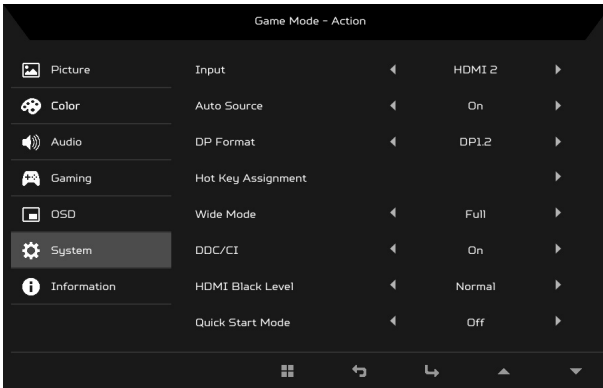 Game Mode - Action
Picture
Input HDMI 2
Color
Auto Source On
Audio
DP Format DP1.2
Gaming
Hot Key Assignment
OSD
Wide Mode Full
System
DDC/CI On
Information
HDMI Black Level Normal
Quick Start Mode Off